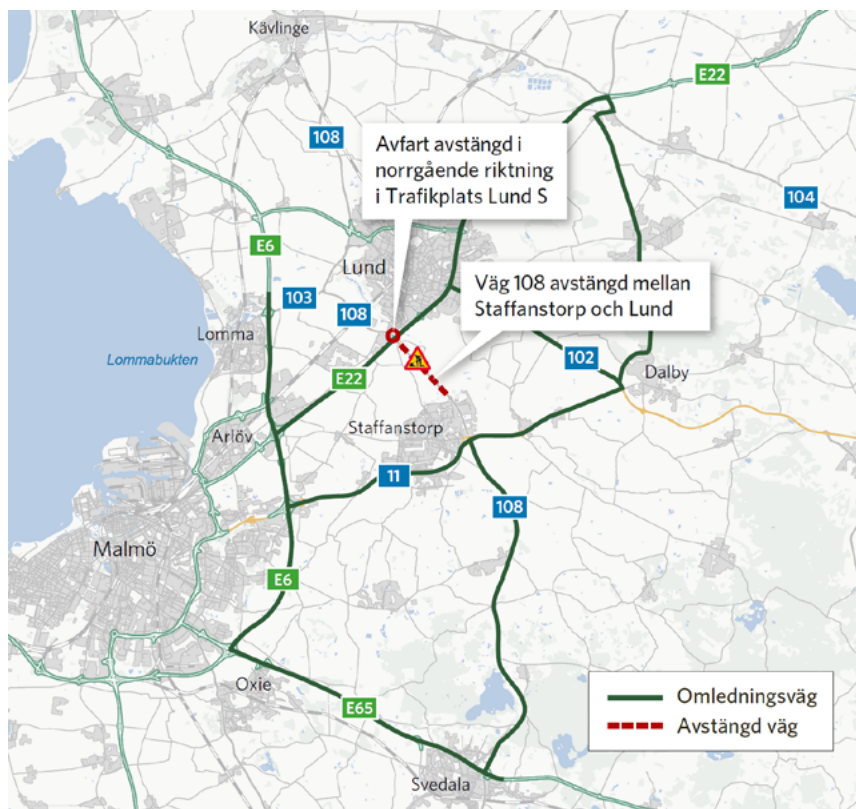 Kävlinge
E22
108
Avfart avstängd i
norrgående riktning
i Trafikplats Lund S
104
E6
Lund
Väg 108 avstängd mellan
Staffanstorp och Lund
103
108
Lomma
Lommabukten
102
Dalby
E22
Staffanstorp
Arlöv
11
108
Malmö
E6
Oxie
E65
Omledningsväg
Avstängd väg
Svedala